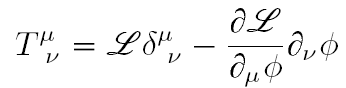 T^μ_ν = ℒδ^μ_ν − ∂ℒ/∂_μϕ ∂_νϕ